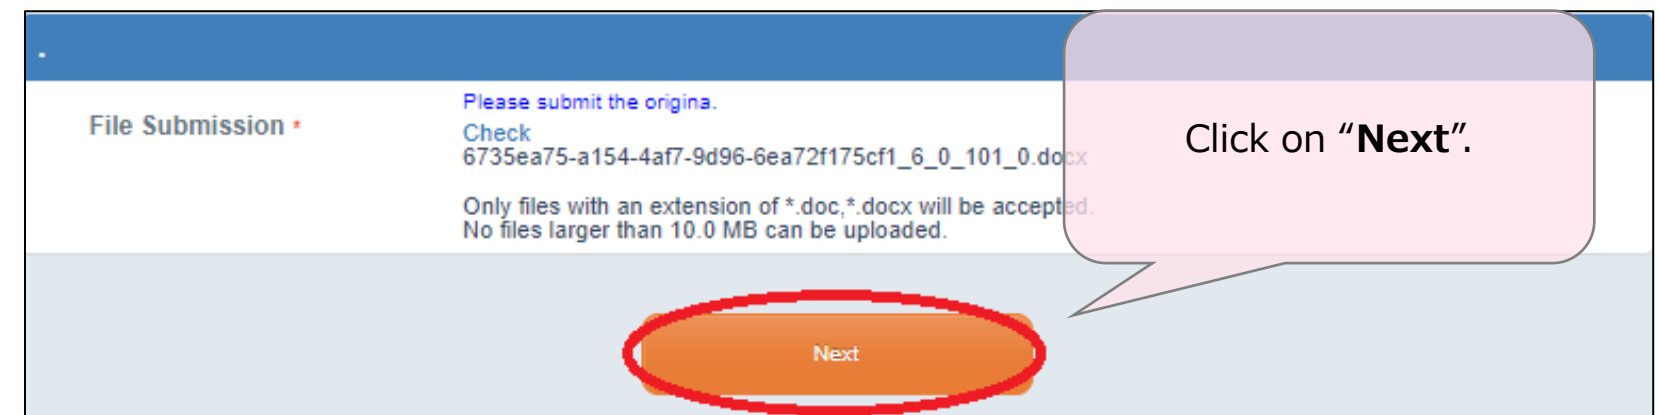 -
File Submission *
Please submit the origina.
Check
6735ea75-a154-4af7-9d96-6ea72f175cf1_6_0_101_0.docx
Only files with an extension of *.doc,*.docx will be accepted.
No files larger than 10.0 MB can be uploaded.
Click on “Next”.
Next